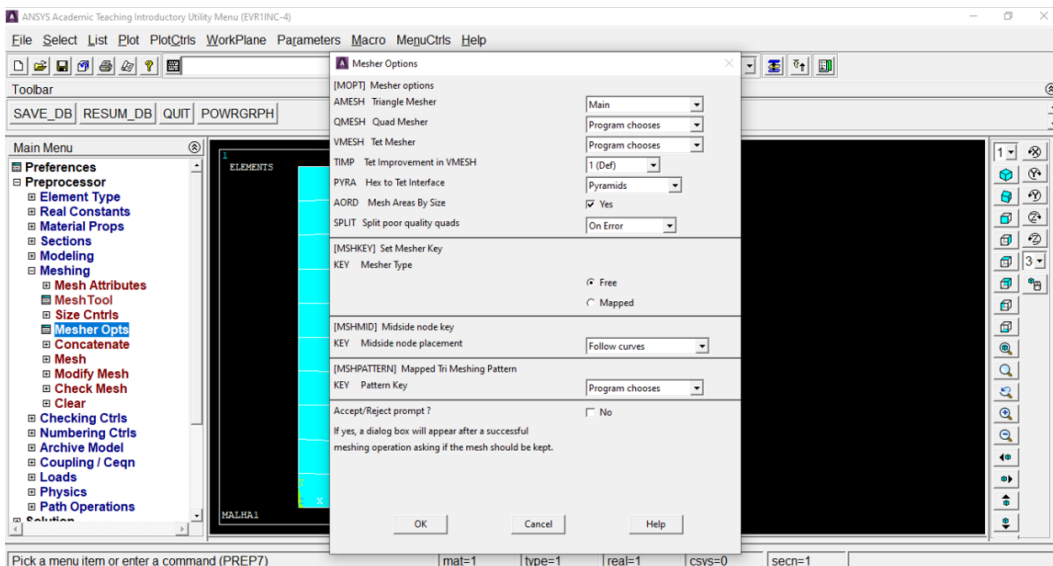 ANSYS Academic Teaching Introductory Utility Menu (EVR1INC-4)
File Select List Plot PlotCtrls WorkPlane Parameters Macro MenuCtrls Help
Toolbar
SAVE_DB RESUM_DB QUIT POWRGRPH
Main Menu
Preferences
Preprocessor
Element Type
Real Constants
Material Props
Sections
Modeling
Meshing
Mesh Attributes
MeshTool
Size Cntrls
Mesher Opts
Concatenate
Mesh
Modify Mesh
Check Mesh
Clear
Checking Ctrls
Numbering Ctrls
Archive Model
Coupling / Ceqn
Loads
Physics
Path Operations
Solution
1
ELEMENTS
X
MALHA1
Mesher Options
[MOPT] Mesher options
AMESH Triangle Mesher Main
QMESH Quad Mesher Program chooses
VMESH Tet Mesher Program chooses
TIMP Tet Improvement in VMESH 1 (Def)
PYRA Hex to Tet Interface Pyramids
AORD Mesh Areas By Size Yes
SPLIT Split poor quality quads On Error
[MSHKEY] Set Mesher Key
KEY Mesher Type
Free
Mapped
[MSHMID] Midside node key
KEY Midside node placement Follow curves
[MSHPATTERN] Mapped Tri Meshing Pattern
KEY Pattern Key Program chooses
Accept/Reject prompt ? No
If yes, a dialog box will appear after a successful
meshing operation asking if the mesh should be kept.
OK Cancel Help
1
3
Pick a menu item or enter a command (PREP7) mat=1 type=1 real=1 csys=0 secn=1